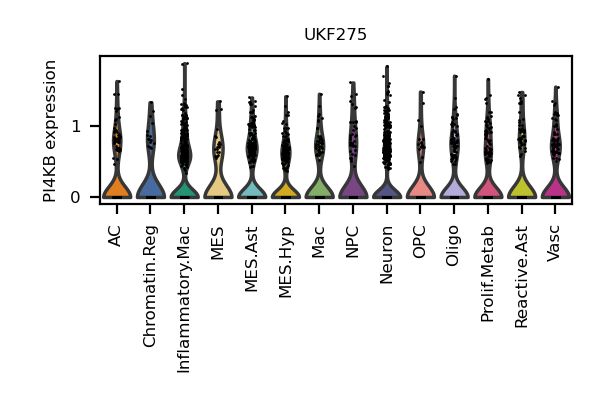 UKF275
PI4KB expression
1
0
AC
Chromatin.Reg
Inflammatory.Mac
MES
MES.Ast
MES.Hyp
Mac
NPC
Neuron
OPC
Oligo
Prolif.Metab
Reactive.Ast
Vasc